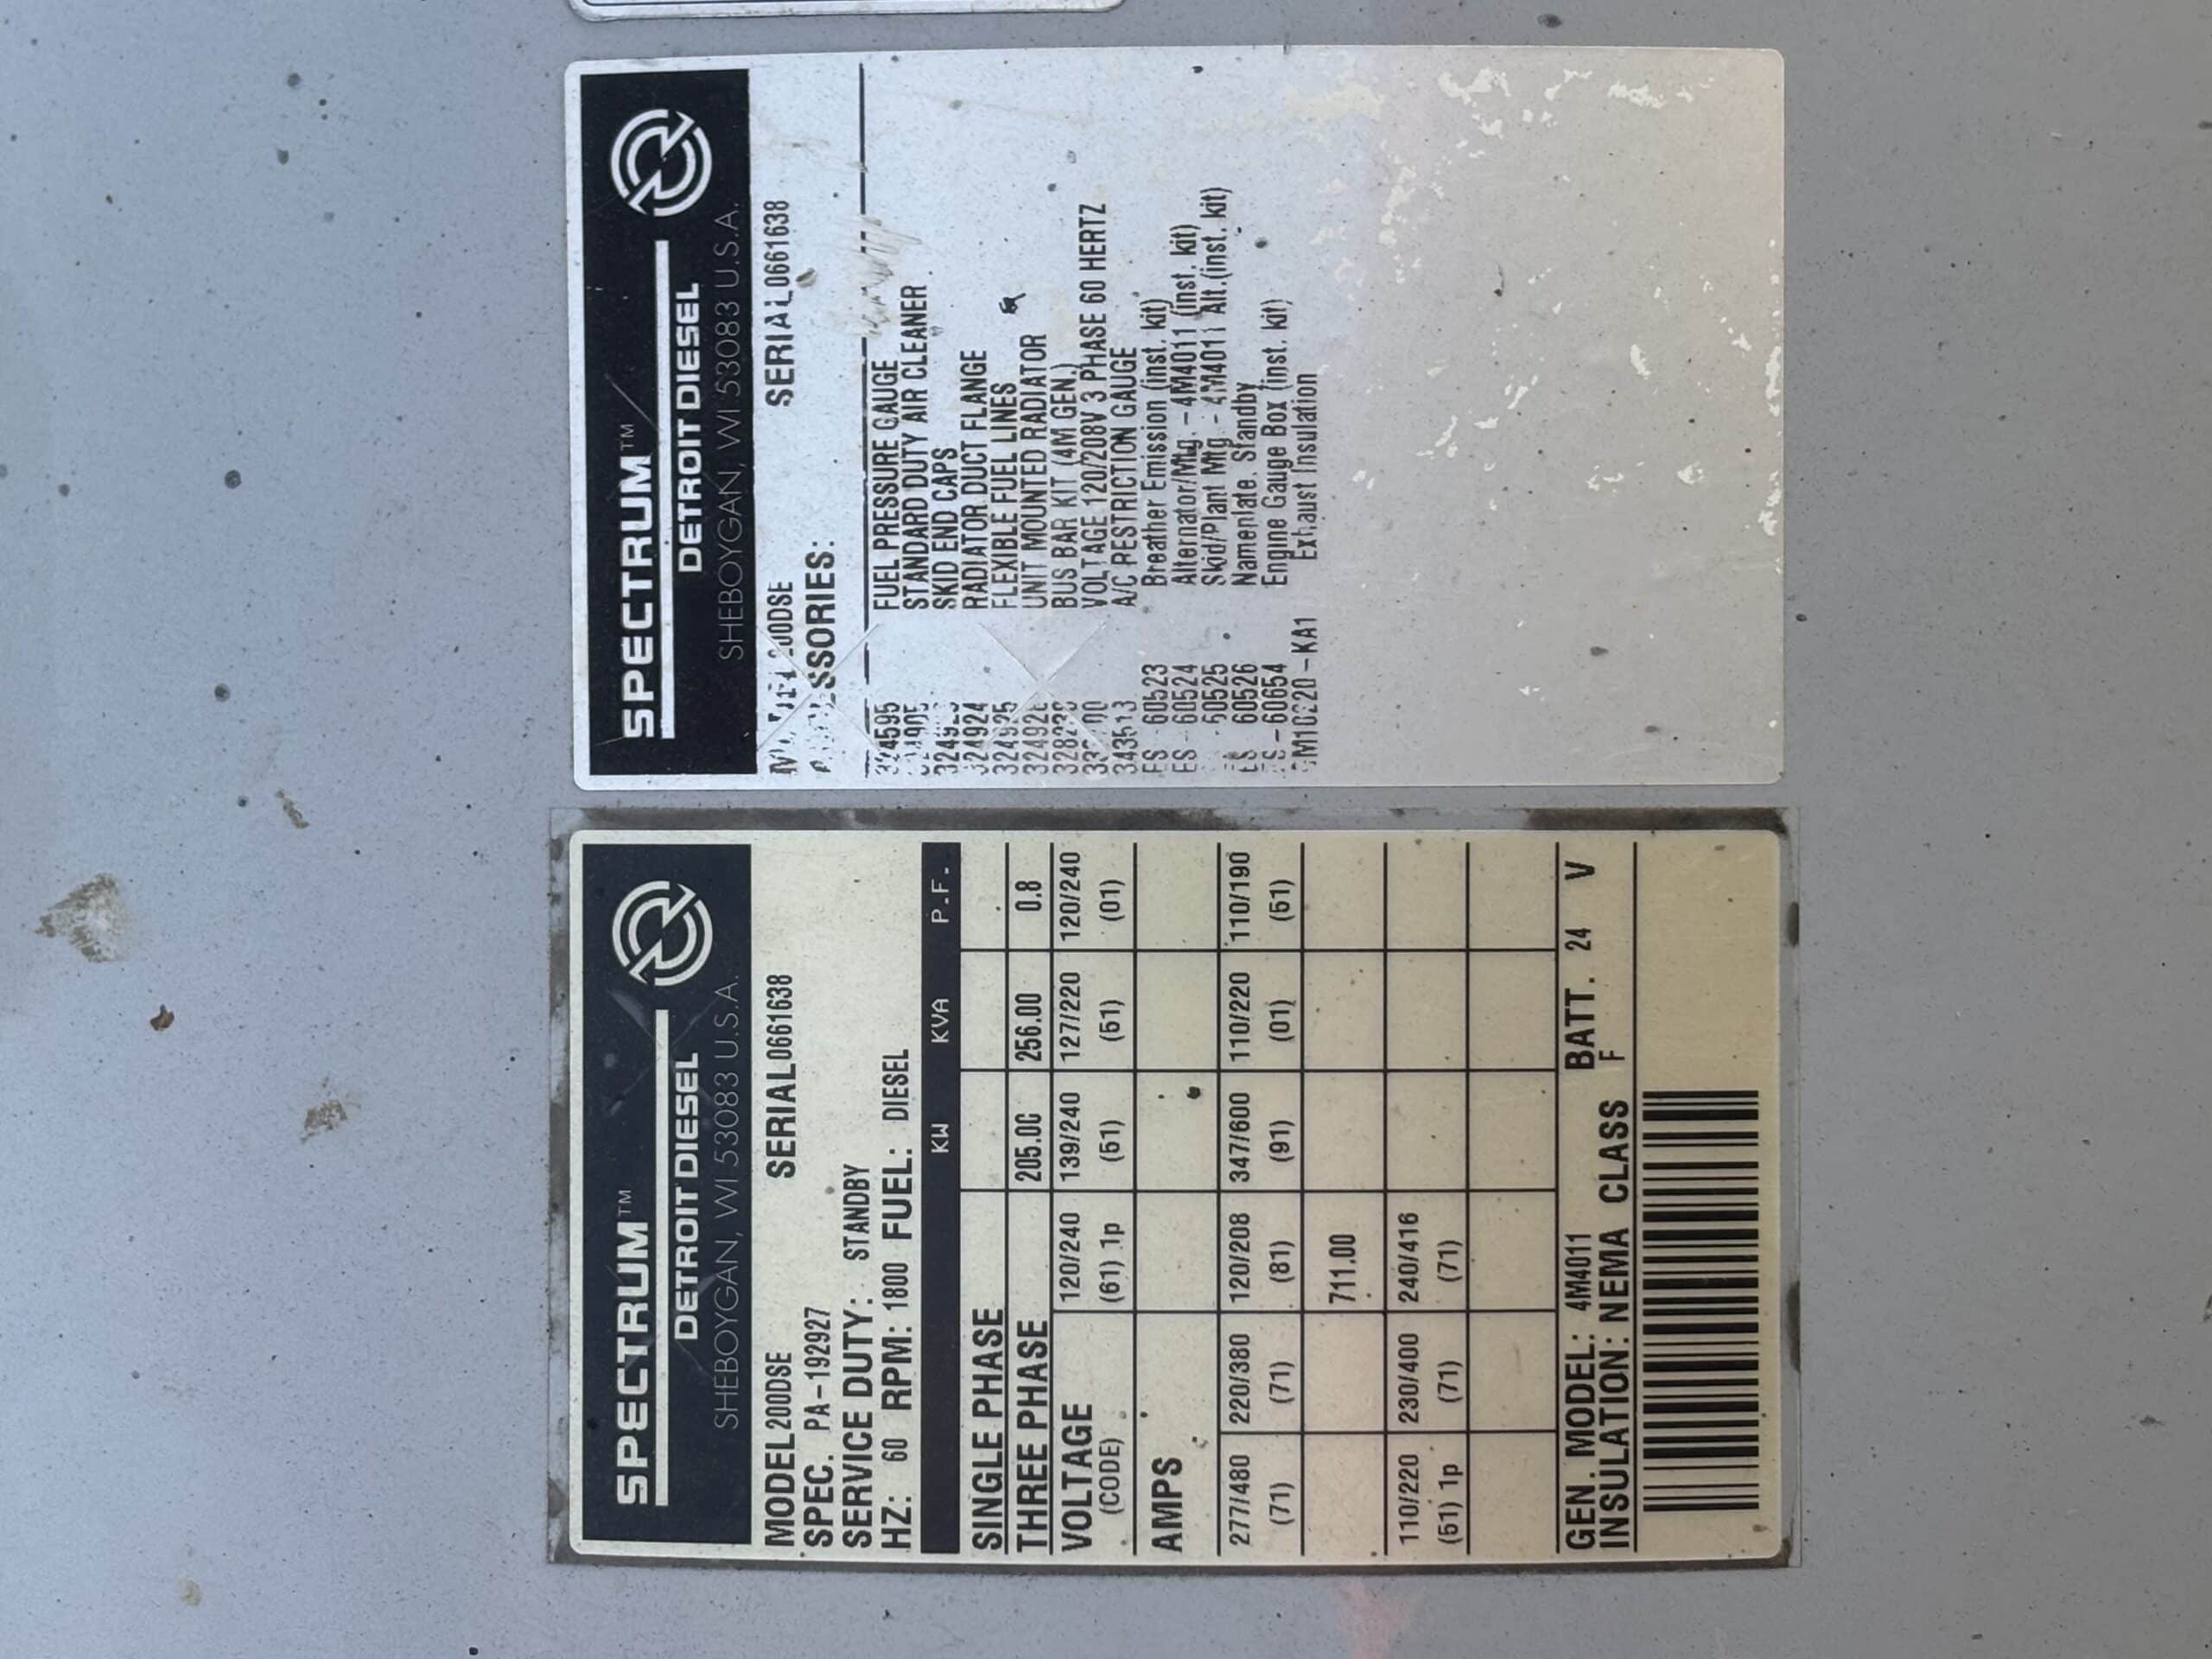 SPECTRUM™
DETROIT DIESEL
SHEBOYGAN, WI 53083 U.S.A.
MODEL 200DSE SERIAL 0661638
SPEC. PA-192927
SERVICE DUTY: STANDBY
HZ: 60 RPM: 1800 FUEL: DIESEL
KW KVA P.F.
SINGLE PHASE
THREE PHASE 205.00 256.00 0.8
VOLTAGE 120/240 139/240 127/220 120/240
(CODE) (61) 1p (51) (51) (01)
AMPS
277/480 220/380 120/208 347/600 110/220 110/190
(71) (71) (81) (91) (01) (51)
711.00
110/220 230/400 240/416
(51) 1p (71) (71)
GEN. MODEL: 4M4011 BATT. 24 V
INSULATION: NEMA CLASS F
SPECTRUM™
DETROIT DIESEL
SHEBOYGAN, WI 53083 U.S.A.
200DSE SERIAL 0661638
FUEL PRESSURE GAUGE
STANDARD DUTY AIR CLEANER
SKID END CAPS
324924 RADIATOR DUCT FLANGE
324925 FLEXIBLE FUEL LINES
UNIT MOUNTED RADIATOR
BUS BAR KIT (4M GEN.)
VOLTAGE 120/208V 3 PHASE 60 HERTZ
343513 A/C RESTRICTION GAUGE
ES-60523 Breather Emission (inst. kit)
ES-60524 Alternator/Mtg. - 4M4011 (inst. kit)
60525 Skid/Plant Mtg - 4M4011 Alt.(inst. kit)
ES 60526 Nameplate. Standby
-60654 Engine Gauge Box (inst. kit)
M10220-KA1 Exhaust Insulation